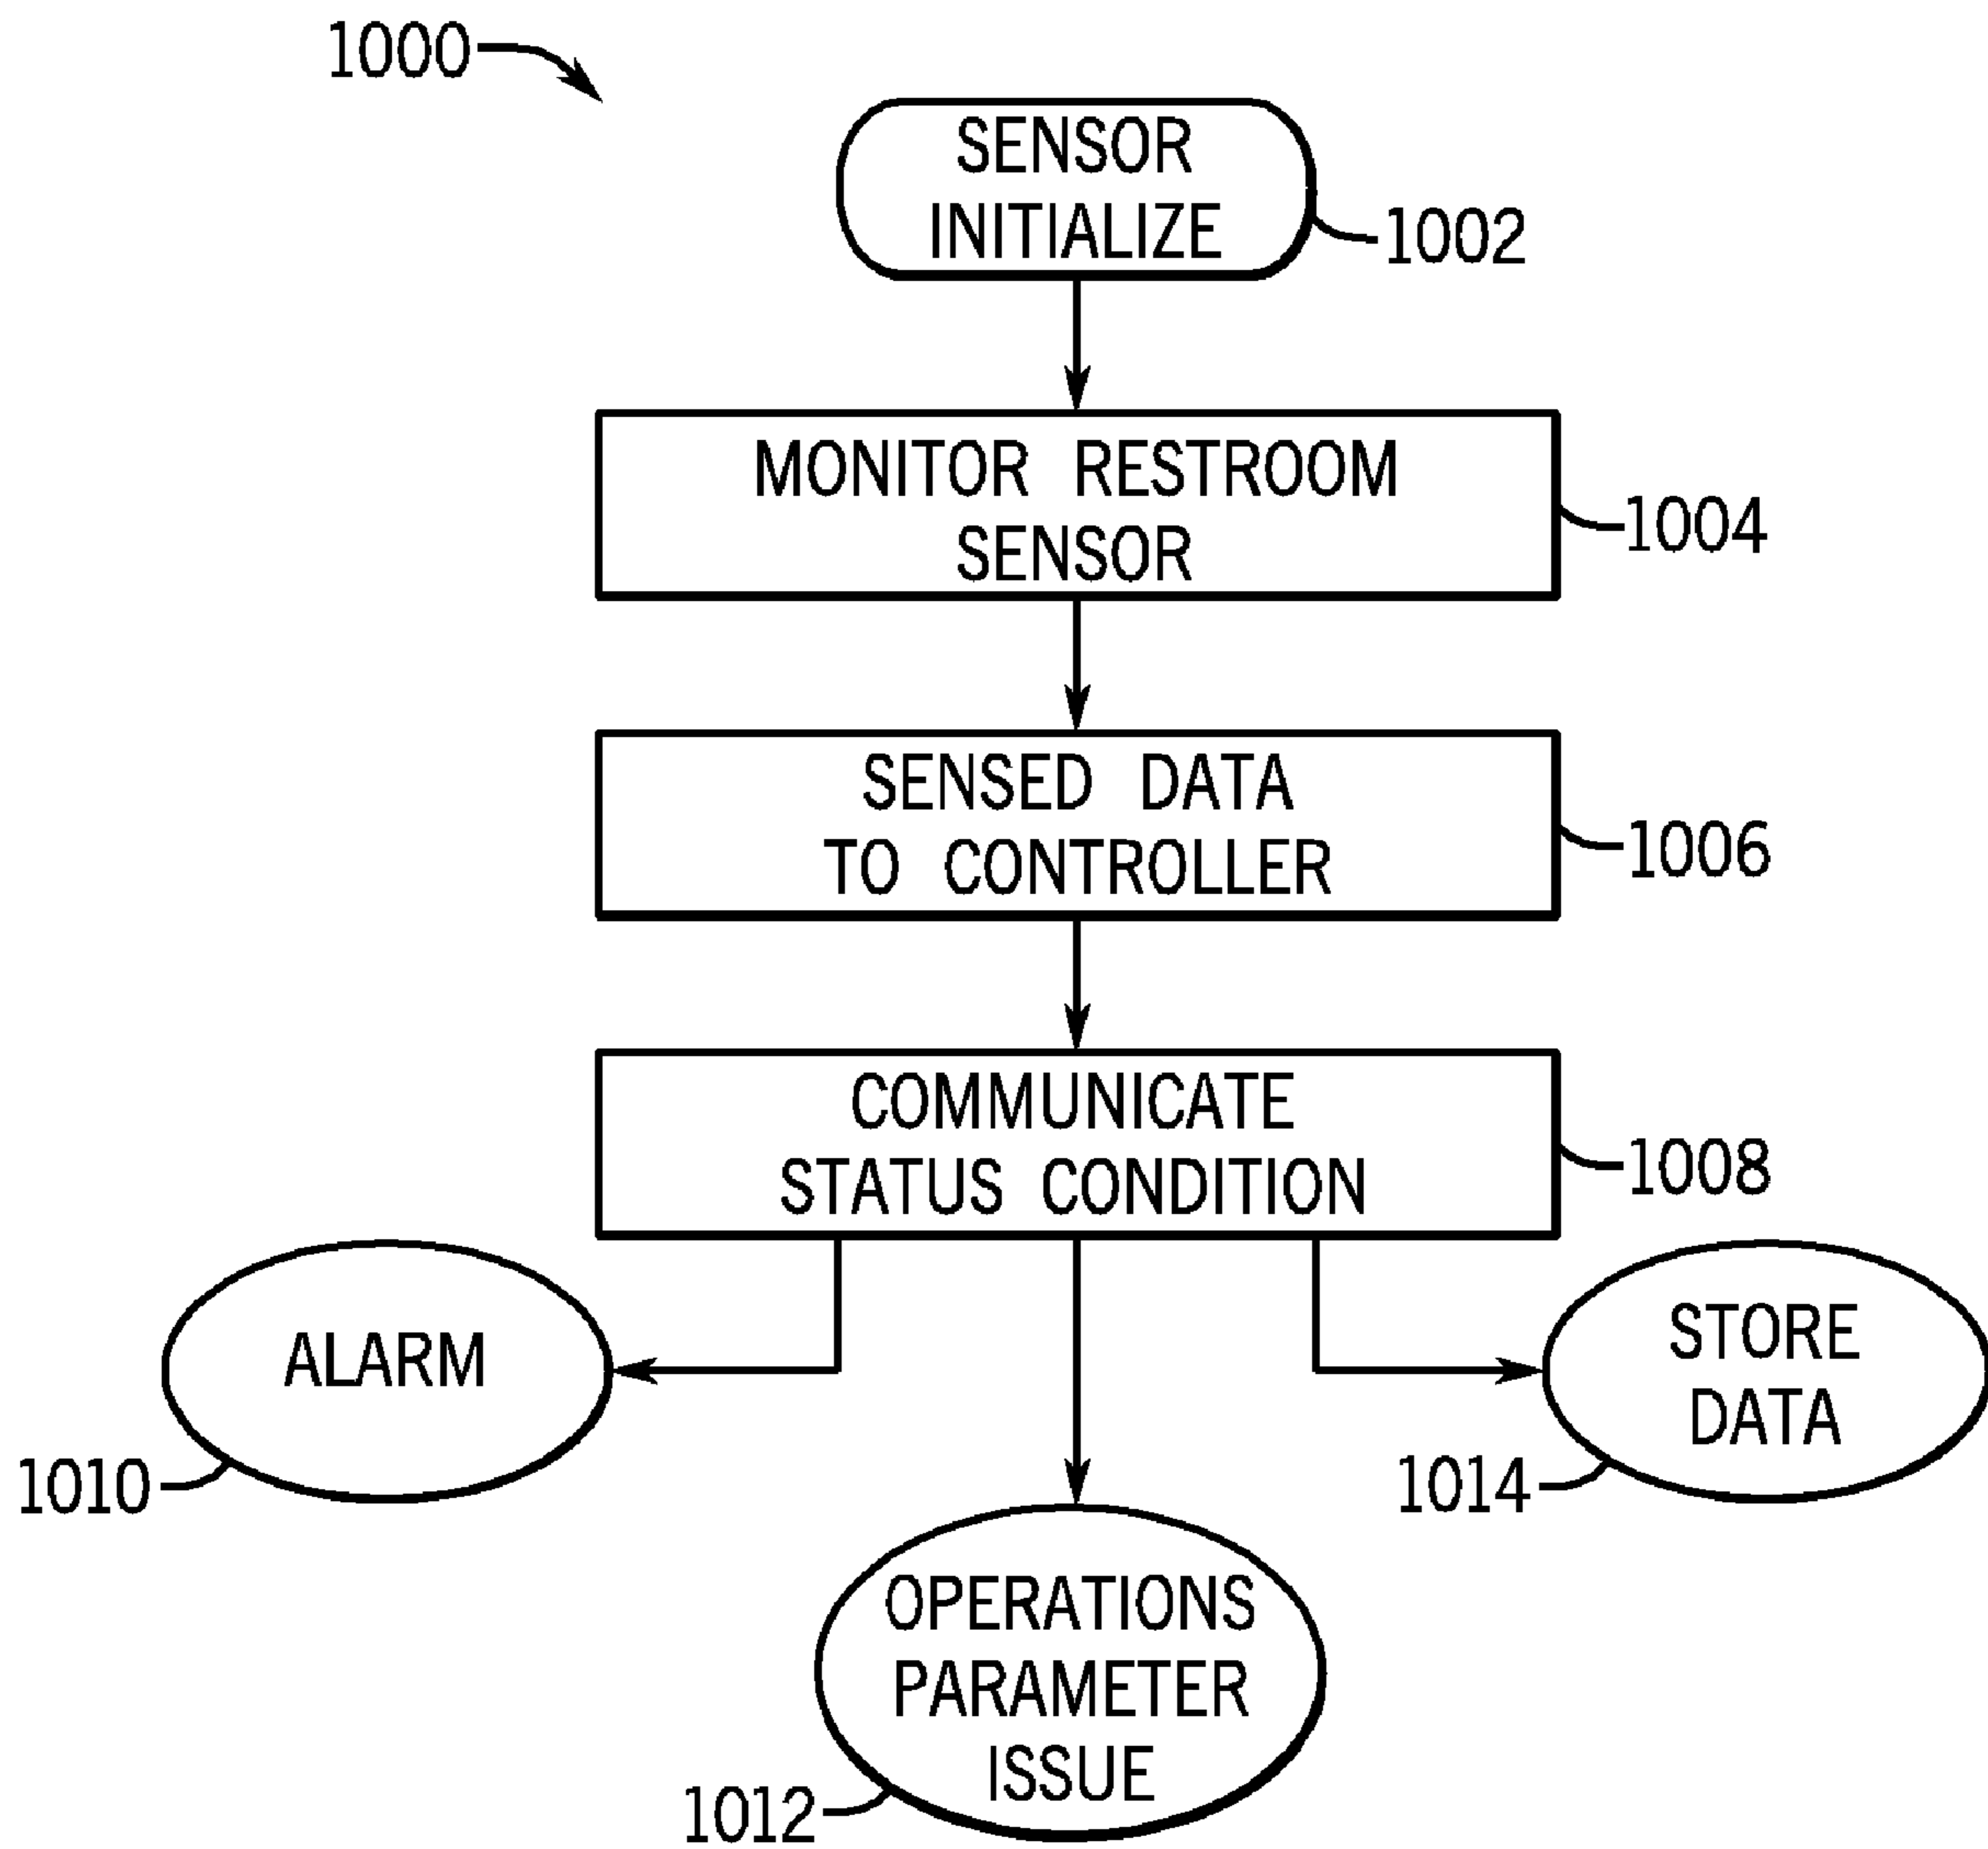 1000
SENSOR
INITIALIZE
1002
MONITOR RESTROOM
SENSOR
1004
SENSED DATA
TO CONTROLLER
1006
COMMUNICATE
STATUS CONDITION
1008
ALARM
1010
STORE
DATA
1014
OPERATIONS
PARAMETER
ISSUE
1012